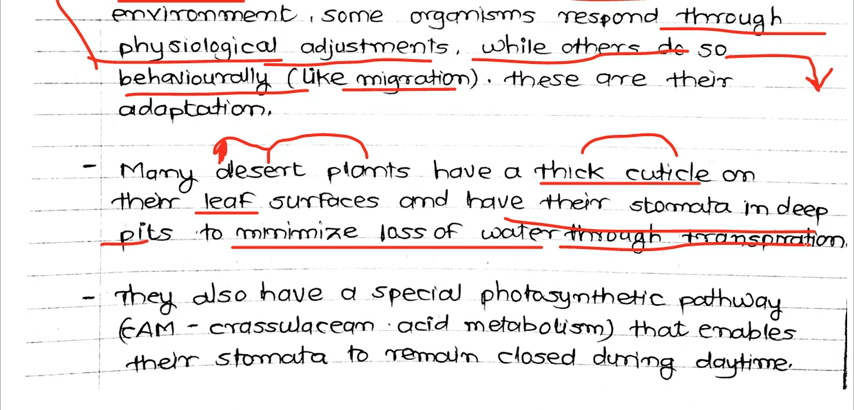 environment, some organisms respond through
physiological adjustments, while others do so
behaviourally (like migration). these are their
adaptation.
- Many desert plants have a thick cuticle on
their leaf surfaces and have their stomata in deep
pits to minimize loss of water through transpiration.
- They also have a special photosynthetic pathway
(CAM - crassulacean acid metabolism) that enables
their stomata to remain closed during daytime.